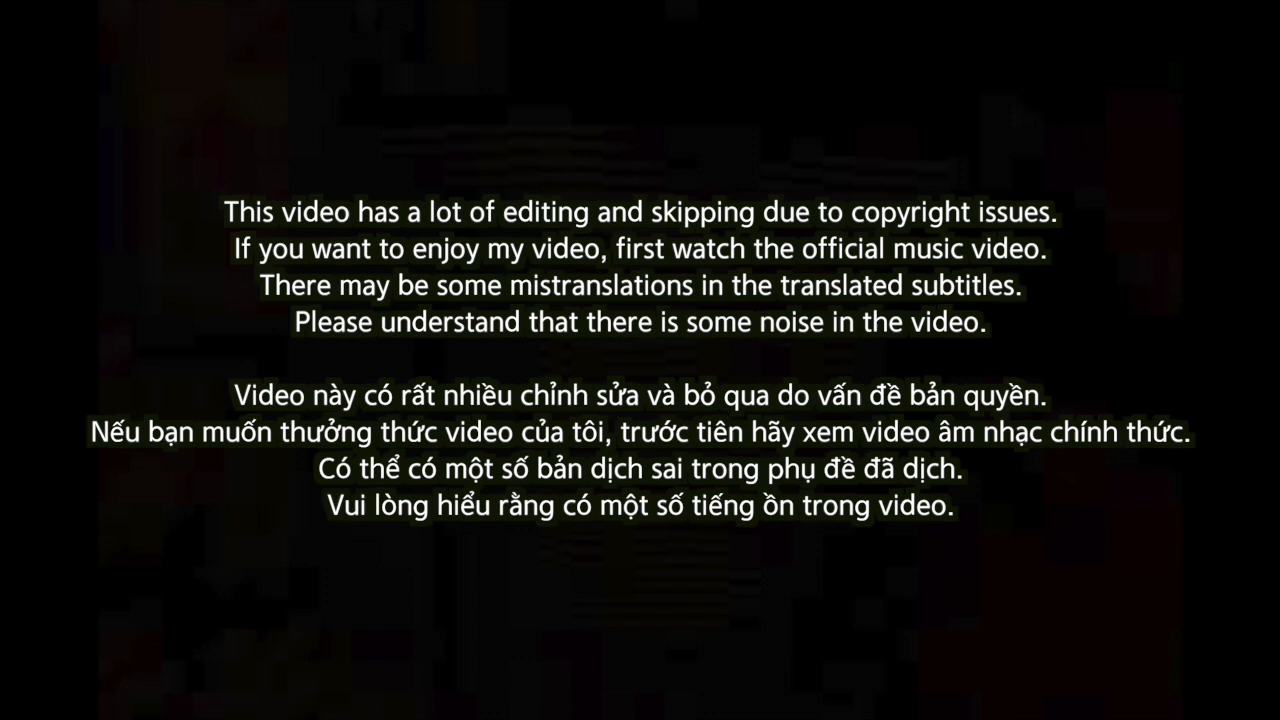 This video has a lot of editing and skipping due to copyright issues.
If you want to enjoy my video, first watch the official music video.
There may be some mistranslations in the translated subtitles.
Please understand that there is some noise in the video.
Video này có rất nhiều chỉnh sửa và bỏ qua do vấn đề bản quyền.
Nếu bạn muốn thưởng thức video của tôi, trước tiên hãy xem video âm nhạc chính thức.
Có thể có một số bản dịch sai trong phụ đề đã dịch.
Vui lòng hiểu rằng có một số tiếng ồn trong video.